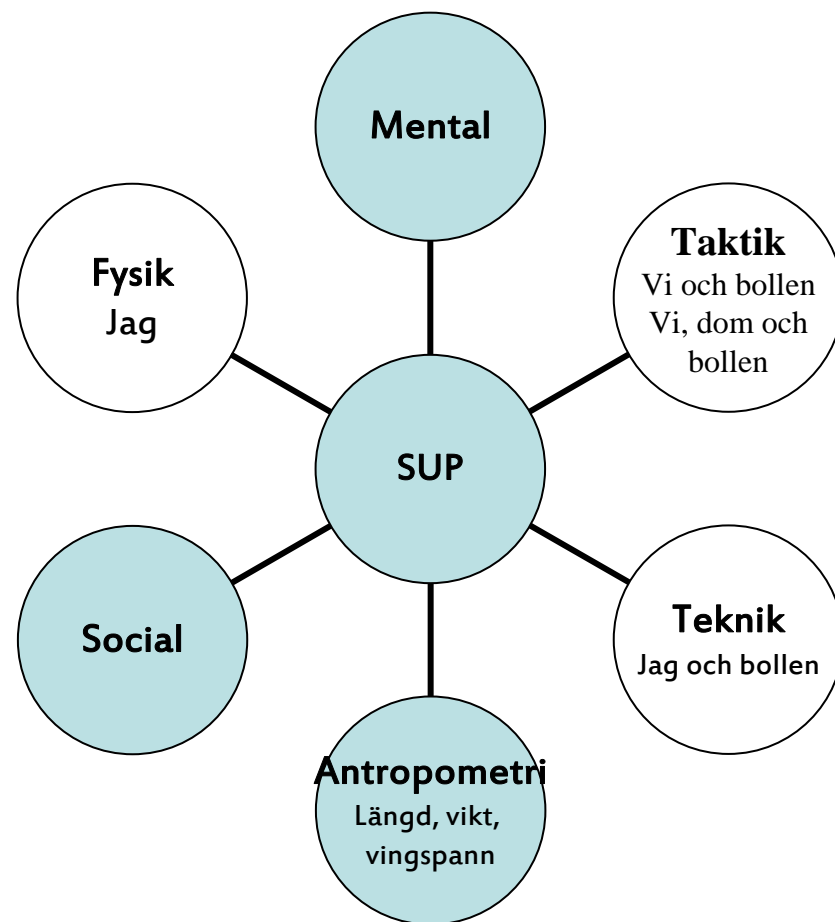 Mental
Fysik
Jag
Taktik
Vi och bollen
Vi, dom och
bollen
SUP
Social
Teknik
Jag och bollen
Antropometri
Längd, vikt,
vingspann